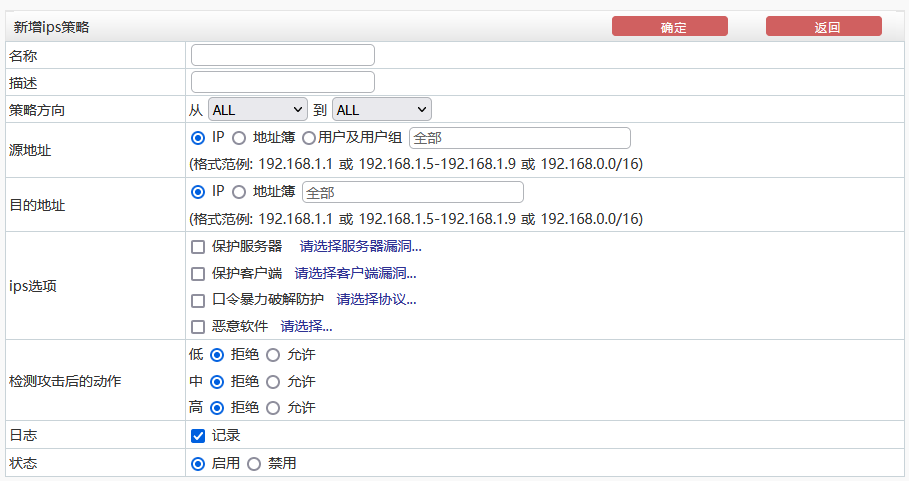 新增ips策略 确定 返回
名称
描述
策略方向 从 ALL 到 ALL
源地址 IP 地址簿 用户及用户组 全部
(格式范例: 192.168.1.1 或 192.168.1.5-192.168.1.9 或 192.168.0.0/16)
目的地址 IP 地址簿 全部
(格式范例: 192.168.1.1 或 192.168.1.5-192.168.1.9 或 192.168.0.0/16)
ips选项
保护服务器 请选择服务器漏洞...
保护客户端 请选择客户端漏洞...
口令暴力破解防护 请选择协议...
恶意软件 请选择...
检测攻击后的动作
低 拒绝 允许
中 拒绝 允许
高 拒绝 允许
日志 记录
状态 启用 禁用